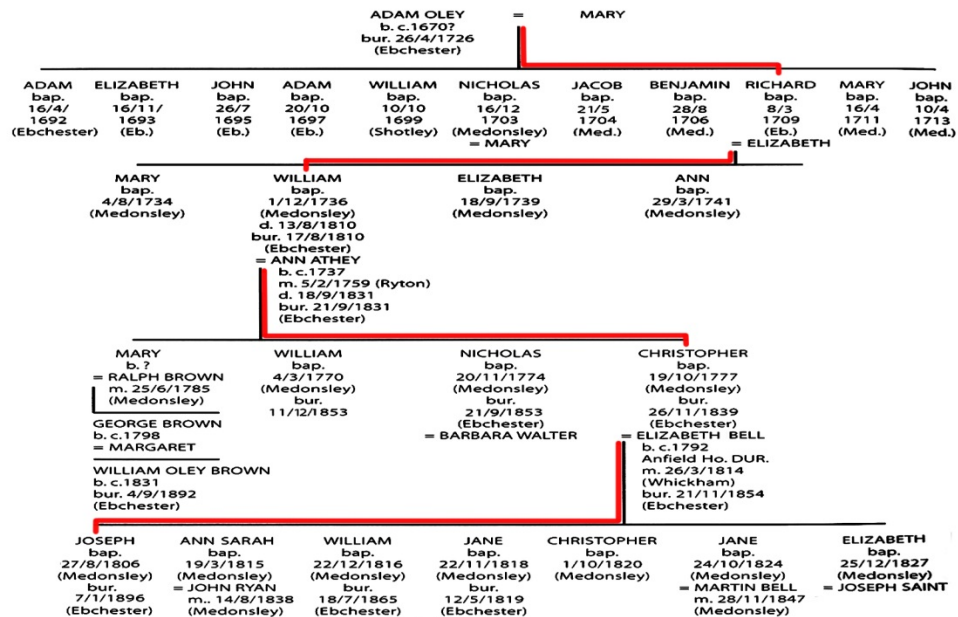 ADAM OLEY = MARY
b. c.1670?
bur. 26/4/1726
(Ebchester)
ADAM
bap.
16/4/
1692
(Ebchester)
ELIZABETH
bap.
16/11/
1693
(Eb.)
JOHN
bap.
26/7
1695
(Eb.)
ADAM
bap.
20/10
1697
(Eb.)
WILLIAM
bap.
10/10
1699
(Shotley)
NICHOLAS
bap.
16/12
1703
(Medonsley)
JACOB
bap.
21/5
1704
(Med.)
BENJAMIN
bap.
28/8
1706
(Med.)
RICHARD
bap.
8/3
1709
(Eb.)
MARY
bap.
16/4
1711
(Med.)
JOHN
bap.
10/4
1713
(Med.)
= MARY
= ELIZABETH
MARY
bap.
4/8/1734
(Medonsley)
WILLIAM
bap.
1/12/1736
(Medonsley)
d. 13/8/1810
bur. 17/8/1810
(Ebchester)
= ANN ATHEY
b. c.1737
m. 5/2/1759 (Ryton)
d. 18/9/1831
bur. 21/9/1831
(Ebchester)
ELIZABETH
bap.
18/9/1739
(Medonsley)
ANN
bap.
29/3/1741
(Medonsley)
MARY
b. ?
= RALPH BROWN
m. 25/6/1785
(Medonsley)
GEORGE BROWN
b. c.1798
= MARGARET
WILLIAM OLEY BROWN
b. c.1831
bur. 4/9/1892
(Ebchester)
WILLIAM
bap.
4/3/1770
(Medonsley)
bur.
11/12/1853
NICHOLAS
bap.
20/11/1774
(Medonsley)
bur.
21/9/1853
(Ebchester)
= BARBARA WALTER
CHRISTOPHER
bap.
19/10/1777
(Medonsley)
bur.
26/11/1839
(Ebchester)
= ELIZABETH BELL
b. c.1792
Anfield Ho. DUR.
m. 26/3/1814
(Whickham)
bur. 21/11/1854
(Ebchester)
JOSEPH
bap.
27/8/1806
(Medonsley)
bur.
7/1/1896
(Ebchester)
ANN SARAH
bap.
19/3/1815
(Medonsley)
= JOHN RYAN
m.. 14/8/1838
(Medonsley)
WILLIAM
bap.
22/12/1816
(Medonsley)
bur.
18/7/1865
(Ebchester)
JANE
bap.
22/11/1818
(Medonsley)
bur.
12/5/1819
(Ebchester)
CHRISTOPHER
bap.
1/10/1820
(Medonsley)
JANE
bap.
24/10/1824
(Medonsley)
= MARTIN BELL
m. 28/11/1847
(Medonsley)
ELIZABETH
bap.
25/12/1827
(Medonsley)
= JOSEPH SAINT